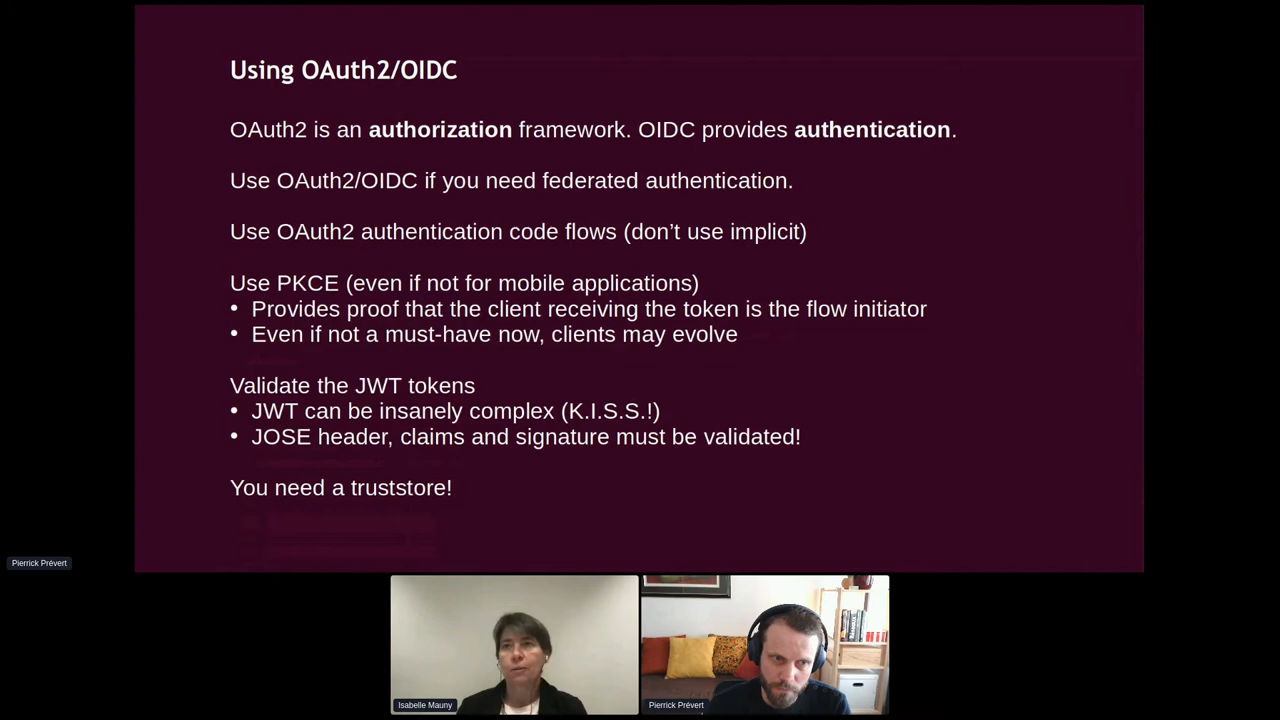 Using OAuth2/OIDC
OAuth2 is an authorization framework. OIDC provides authentication.
Use OAuth2/OIDC if you need federated authentication.
Use OAuth2 authentication code flows (don’t use implicit)
Use PKCE (even if not for mobile applications)
• Provides proof that the client receiving the token is the flow initiator
• Even if not a must-have now, clients may evolve
Validate the JWT tokens
• JWT can be insanely complex (K.I.S.S.!)
• JOSE header, claims and signature must be validated!
You need a truststore!
Pierrick Prévert
Isabelle Mauny
Pierrick Prévert